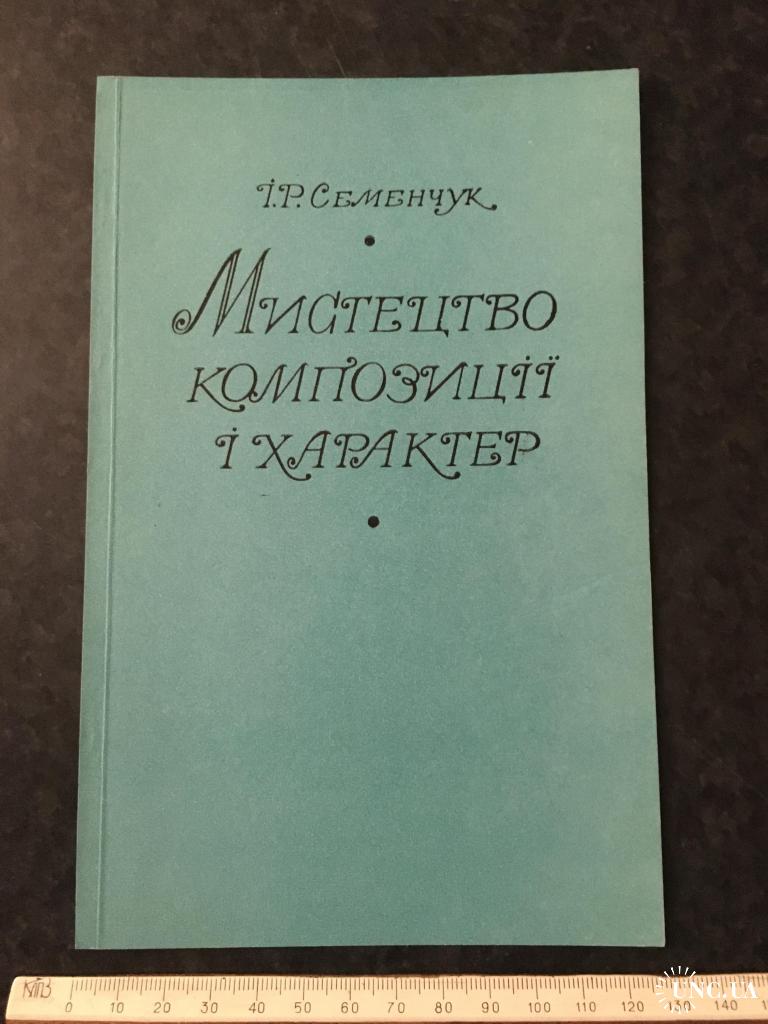 І.Р. Семенчук
Мистецтво
композиції
і характер
КПЗ
0 10 20 30 40 50 60 70 80 90 100 110 120 130 140
UNC.UA